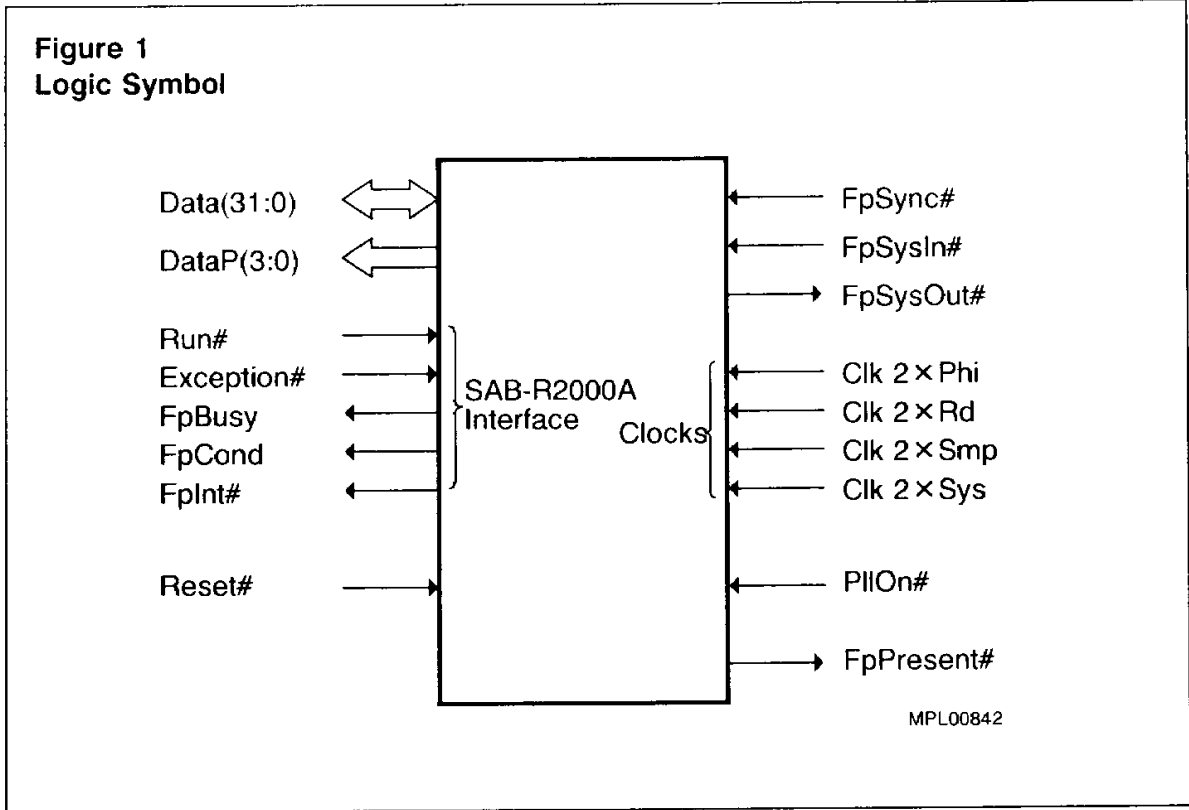 Figure 1
Logic Symbol
Data(31:0)
DataP(3:0)
Run#
Exception#
FpBusy
FpCond
FpInt#
Reset#
SAB-R2000A
Interface
Clocks
FpSync#
FpSysIn#
FpSysOut#
Clk 2×Phi
Clk 2×Rd
Clk 2×Smp
Clk 2×Sys
PllOn#
FpPresent#
MPL00842